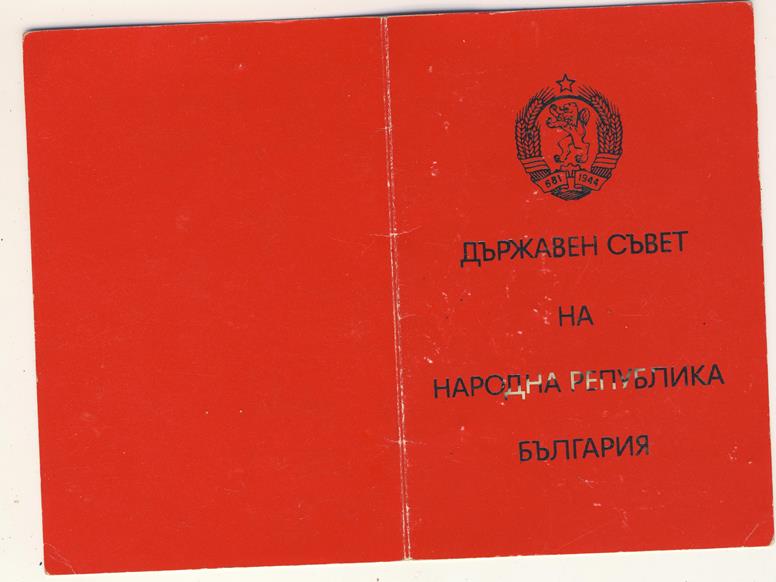 681 1944
ДЪРЖАВЕН СЪВЕТ
НА
НАРОДНА РЕПУБЛИКА
БЪЛГАРИЯ